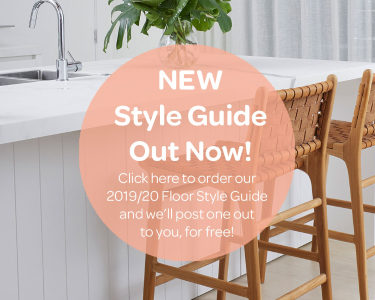 NEW
Style Guide
Out Now!
Click here to order our
2019/20 Floor Style Guide
and we'll post one out
to you, for free!